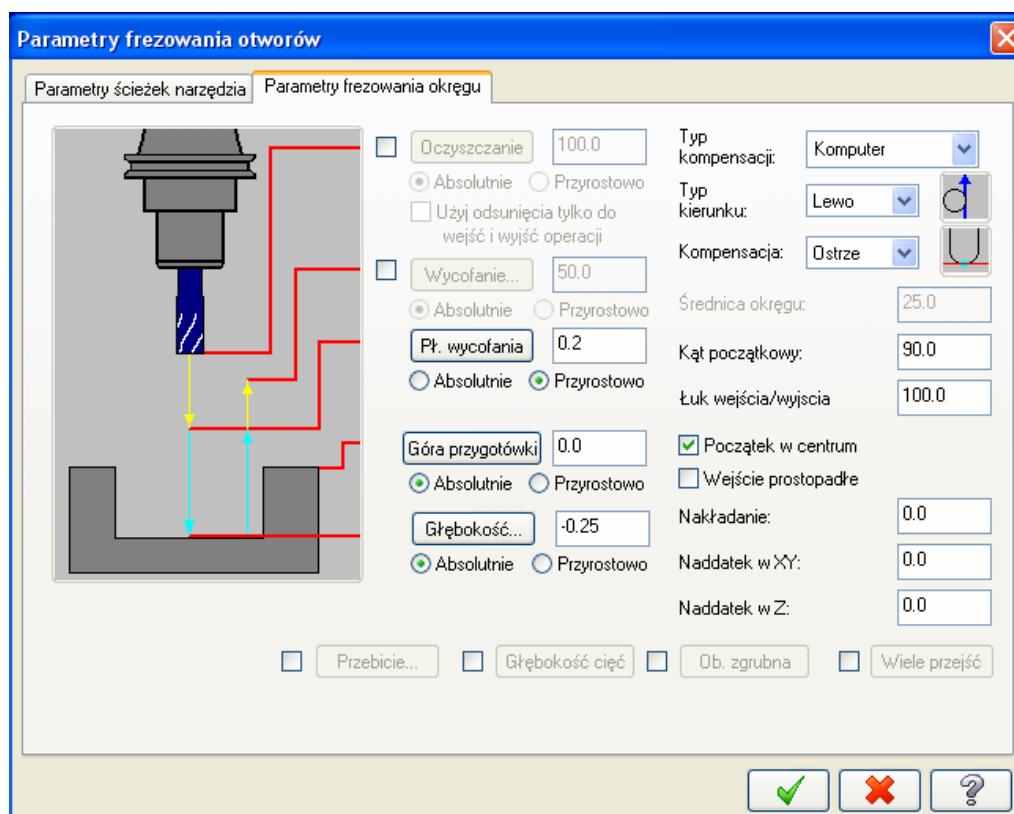 Parametry frezowania otworów
Parametry ścieżek narzędzia
Parametry frezowania okręgu
Oczyszczanie 100.0
Absolutnie Przyrostowo
Użyj odsunięcia tylko do
wejść i wyjść operacji
Wycofanie... 50.0
Absolutnie Przyrostowo
Pł. wycofania 0.2
Absolutnie Przyrostowo
Góra przygotówki 0.0
Absolutnie Przyrostowo
Głębokość... -0.25
Absolutnie Przyrostowo
Typ
kompensacji: Komputer
Typ
kierunku: Lewo
Kompensacja: Ostrze
Średnica okręgu: 25.0
Kąt początkowy: 90.0
Łuk wejścia/wyjscia 100.0
Początek w centrum
Wejście prostopadłe
Nakładanie: 0.0
Naddatek w XY: 0.0
Naddatek w Z: 0.0
Przebicie... Głębokość cięć Ob. zgrubna Wiele przejść